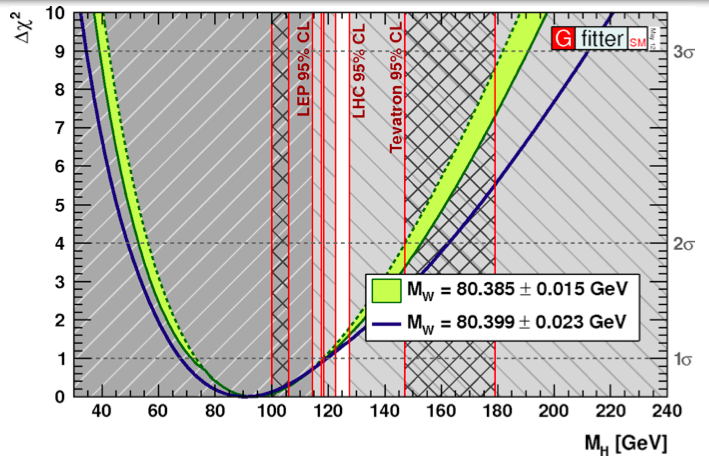 Δχ²
10
9
8
7
6
5
4
3
2
1
0
LEP 95% CL
LHC 95% CL
Tevatron 95% CL
G fitter SM
May 12
3σ
2σ
1σ
M_W = 80.385 ± 0.015 GeV
M_W = 80.399 ± 0.023 GeV
40 60 80 100 120 140 160 180 200 220 240
M_H [GeV]